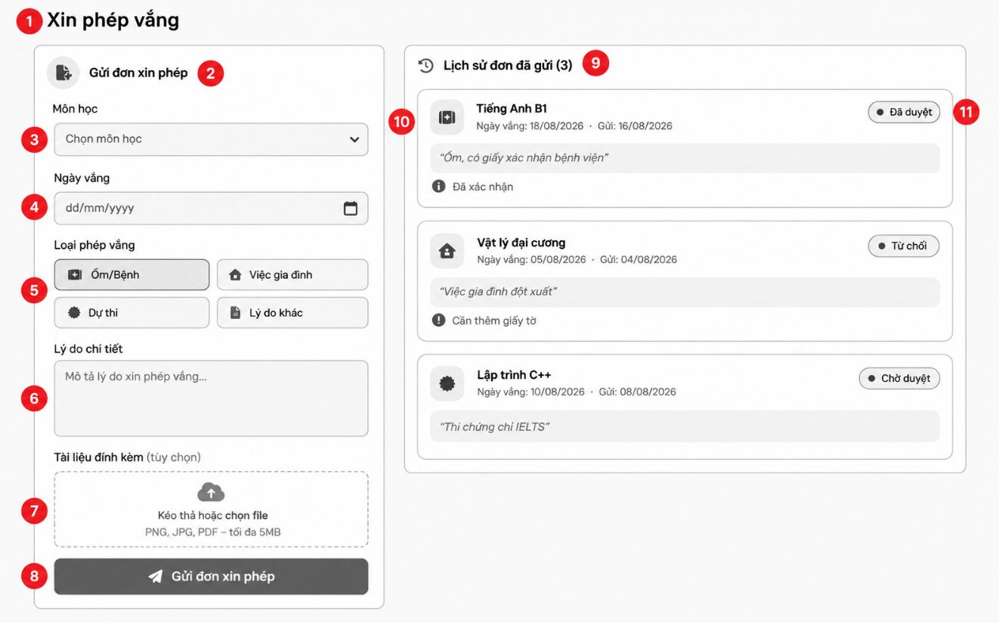 1 Xin phép vắng
Gửi đơn xin phép 2
Môn học
3 Chọn môn học
Ngày vắng
4 dd/mm/yyyy
Loại phép vắng
5
Ốm/Bệnh Việc gia đình
Dự thi Lý do khác
Lý do chi tiết
6 Mô tả lý do xin phép vắng...
Tài liệu đính kèm (tùy chọn)
7
Kéo thả hoặc chọn file
PNG, JPG, PDF – tối đa 5MB
8 Gửi đơn xin phép
Lịch sử đơn đã gửi (3) 9
10 Tiếng Anh B1 Đã duyệt 11
Ngày vắng: 18/08/2026 · Gửi: 16/08/2026
“Ốm, có giấy xác nhận bệnh viện”
Đã xác nhận
Vật lý đại cương Từ chối
Ngày vắng: 05/08/2026 · Gửi: 04/08/2026
“Việc gia đình đột xuất”
Cần thêm giấy tờ
Lập trình C++ Chờ duyệt
Ngày vắng: 10/08/2026 · Gửi: 08/08/2026
“Thi chứng chỉ IELTS”